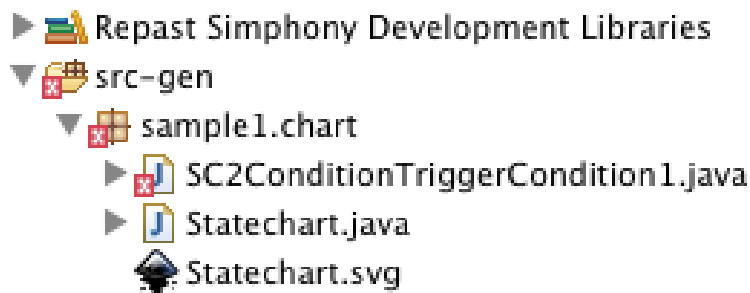 Repast Simphony Development Libraries
src-gen
sample1.chart
SC2ConditionTriggerCondition1.java
Statechart.java
Statechart.svg